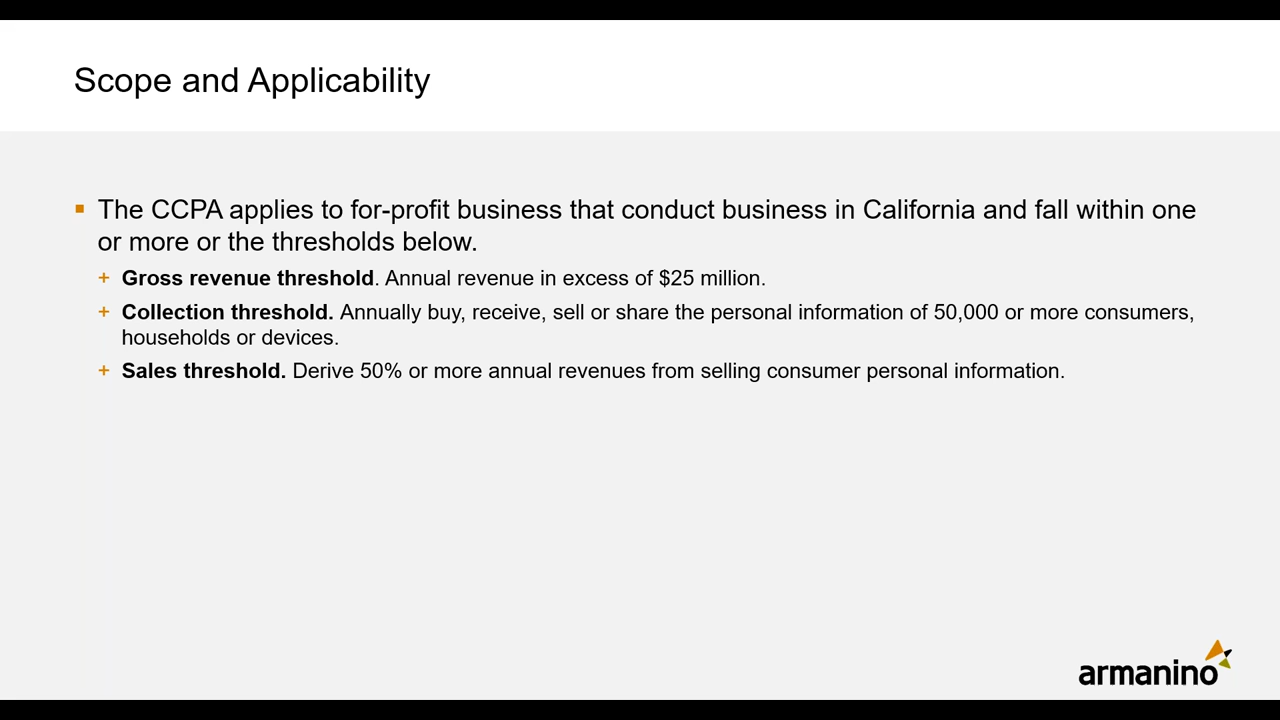 Scope and Applicability
The CCPA applies to for-profit business that conduct business in California and fall within one
or more or the thresholds below.
Gross revenue threshold. Annual revenue in excess of $25 million.
Collection threshold. Annually buy, receive, sell or share the personal information of 50,000 or more consumers,
households or devices.
Sales threshold. Derive 50% or more annual revenues from selling consumer personal information.
armanino